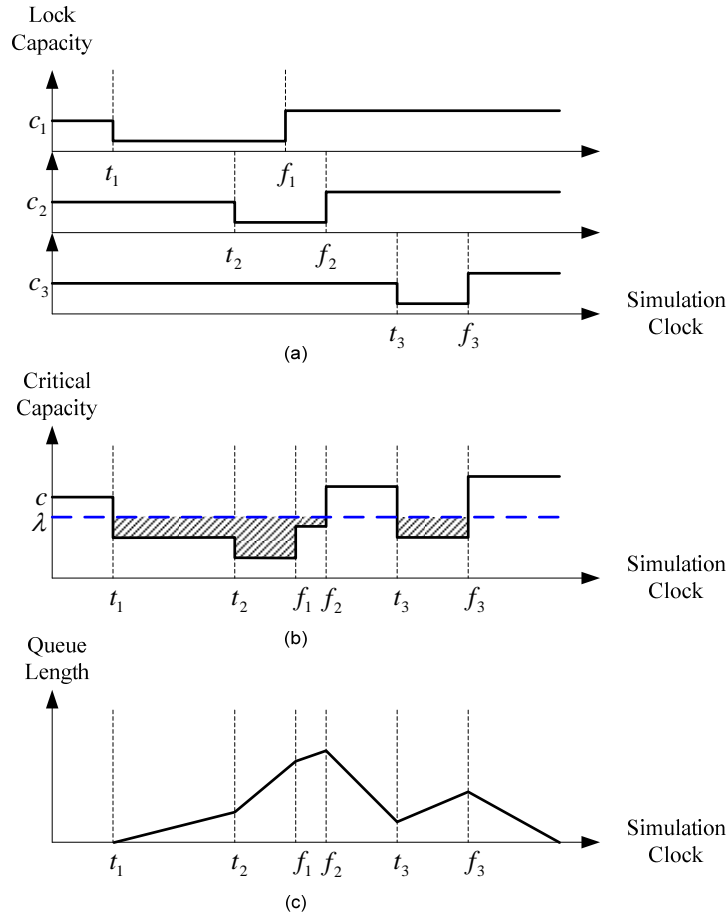 Lock
Capacity
c₁
t₁ f₁
c₂
t₂ f₂
c₃
Simulation
Clock
t₃ f₃
(a)
Critical
Capacity
c
λ
Simulation
Clock
t₁ t₂ f₁ f₂ t₃ f₃
(b)
Queue
Length
Simulation
Clock
t₁ t₂ f₁ f₂ t₃ f₃
(c)